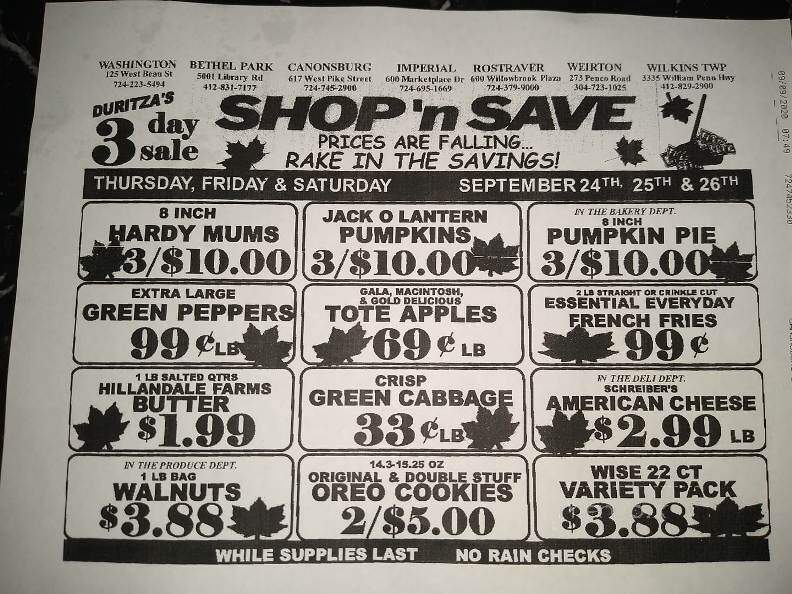 WASHINGTON BETHEL PARK CANONSBURG IMPERIAL ROSTRAVER WEIRTON WILKINS TWP
125 West Beau St 5001 Library Rd 617 West Pike Street 600 Marketplace Dr 600 Willowbrook Plaza 273 Penco Road 3335 William Penn Hwy
724-223-5494 412-831-7177 724-745-2900 724-695-1669 724-379-9000 304-723-1025 412-829-2900
DURITZA'S
3 day sale
SHOP 'n SAVE
PRICES ARE FALLING...
RAKE IN THE SAVINGS!
THURSDAY, FRIDAY & SATURDAY SEPTEMBER 24TH, 25TH & 26TH
8 INCH
HARDY MUMS
3/$10.00
JACK O LANTERN
PUMPKINS
3/$10.00
IN THE BAKERY DEPT.
8 INCH
PUMPKIN PIE
3/$10.00
EXTRA LARGE
GREEN PEPPERS
99 ¢ LB
GALA, MACINTOSH,
& GOLD DELICIOUS
TOTE APPLES
69 ¢ LB
2 LB STRAIGHT OR CRINKLE CUT
ESSENTIAL EVERYDAY
FRENCH FRIES
99 ¢
1 LB SALTED QTRS
HILLANDALE FARMS
BUTTER
$1.99
CRISP
GREEN CABBAGE
33 ¢ LB
IN THE DELI DEPT.
SCHREIBER'S
AMERICAN CHEESE
$2.99 LB
IN THE PRODUCE DEPT.
1 LB BAG
WALNUTS
$3.88
14.3-15.25 OZ
ORIGINAL & DOUBLE STUFF
OREO COOKIES
2/$5.00
WISE 22 CT
VARIETY PACK
$3.88
WHILE SUPPLIES LAST NO RAIN CHECKS
09/09/2020 07:49